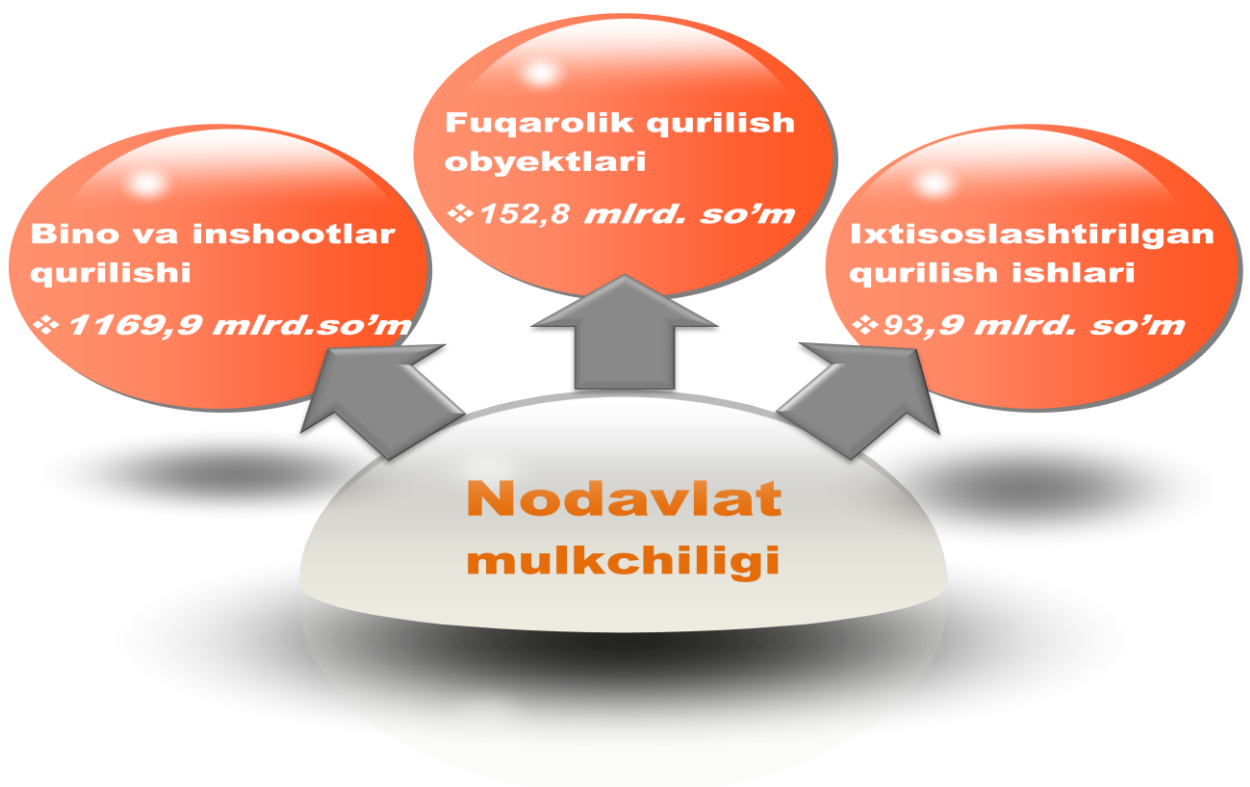 Fuqarolik qurilish
obyektlari
❖152,8 mlrd. so’m
Bino va inshootlar
qurilishi
❖1169,9 mlrd.so’m
Ixtisoslashtirilgan
qurilish ishlari
❖93,9 mlrd. so’m
Nodavlat
mulkchiligi